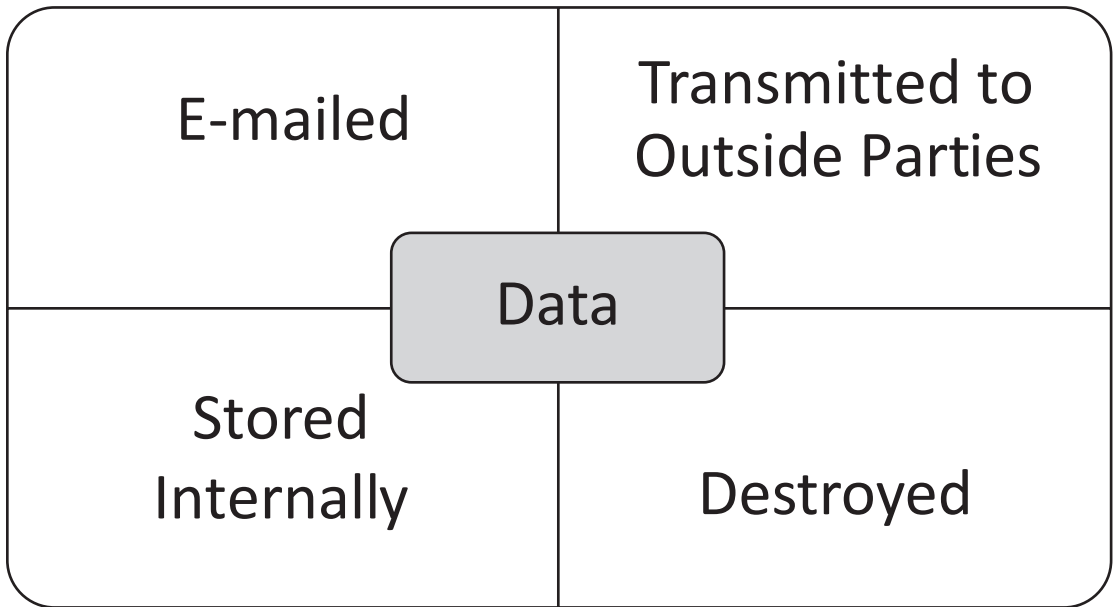 E-mailed
Transmitted to
Outside Parties
Data
Stored
Internally
Destroyed